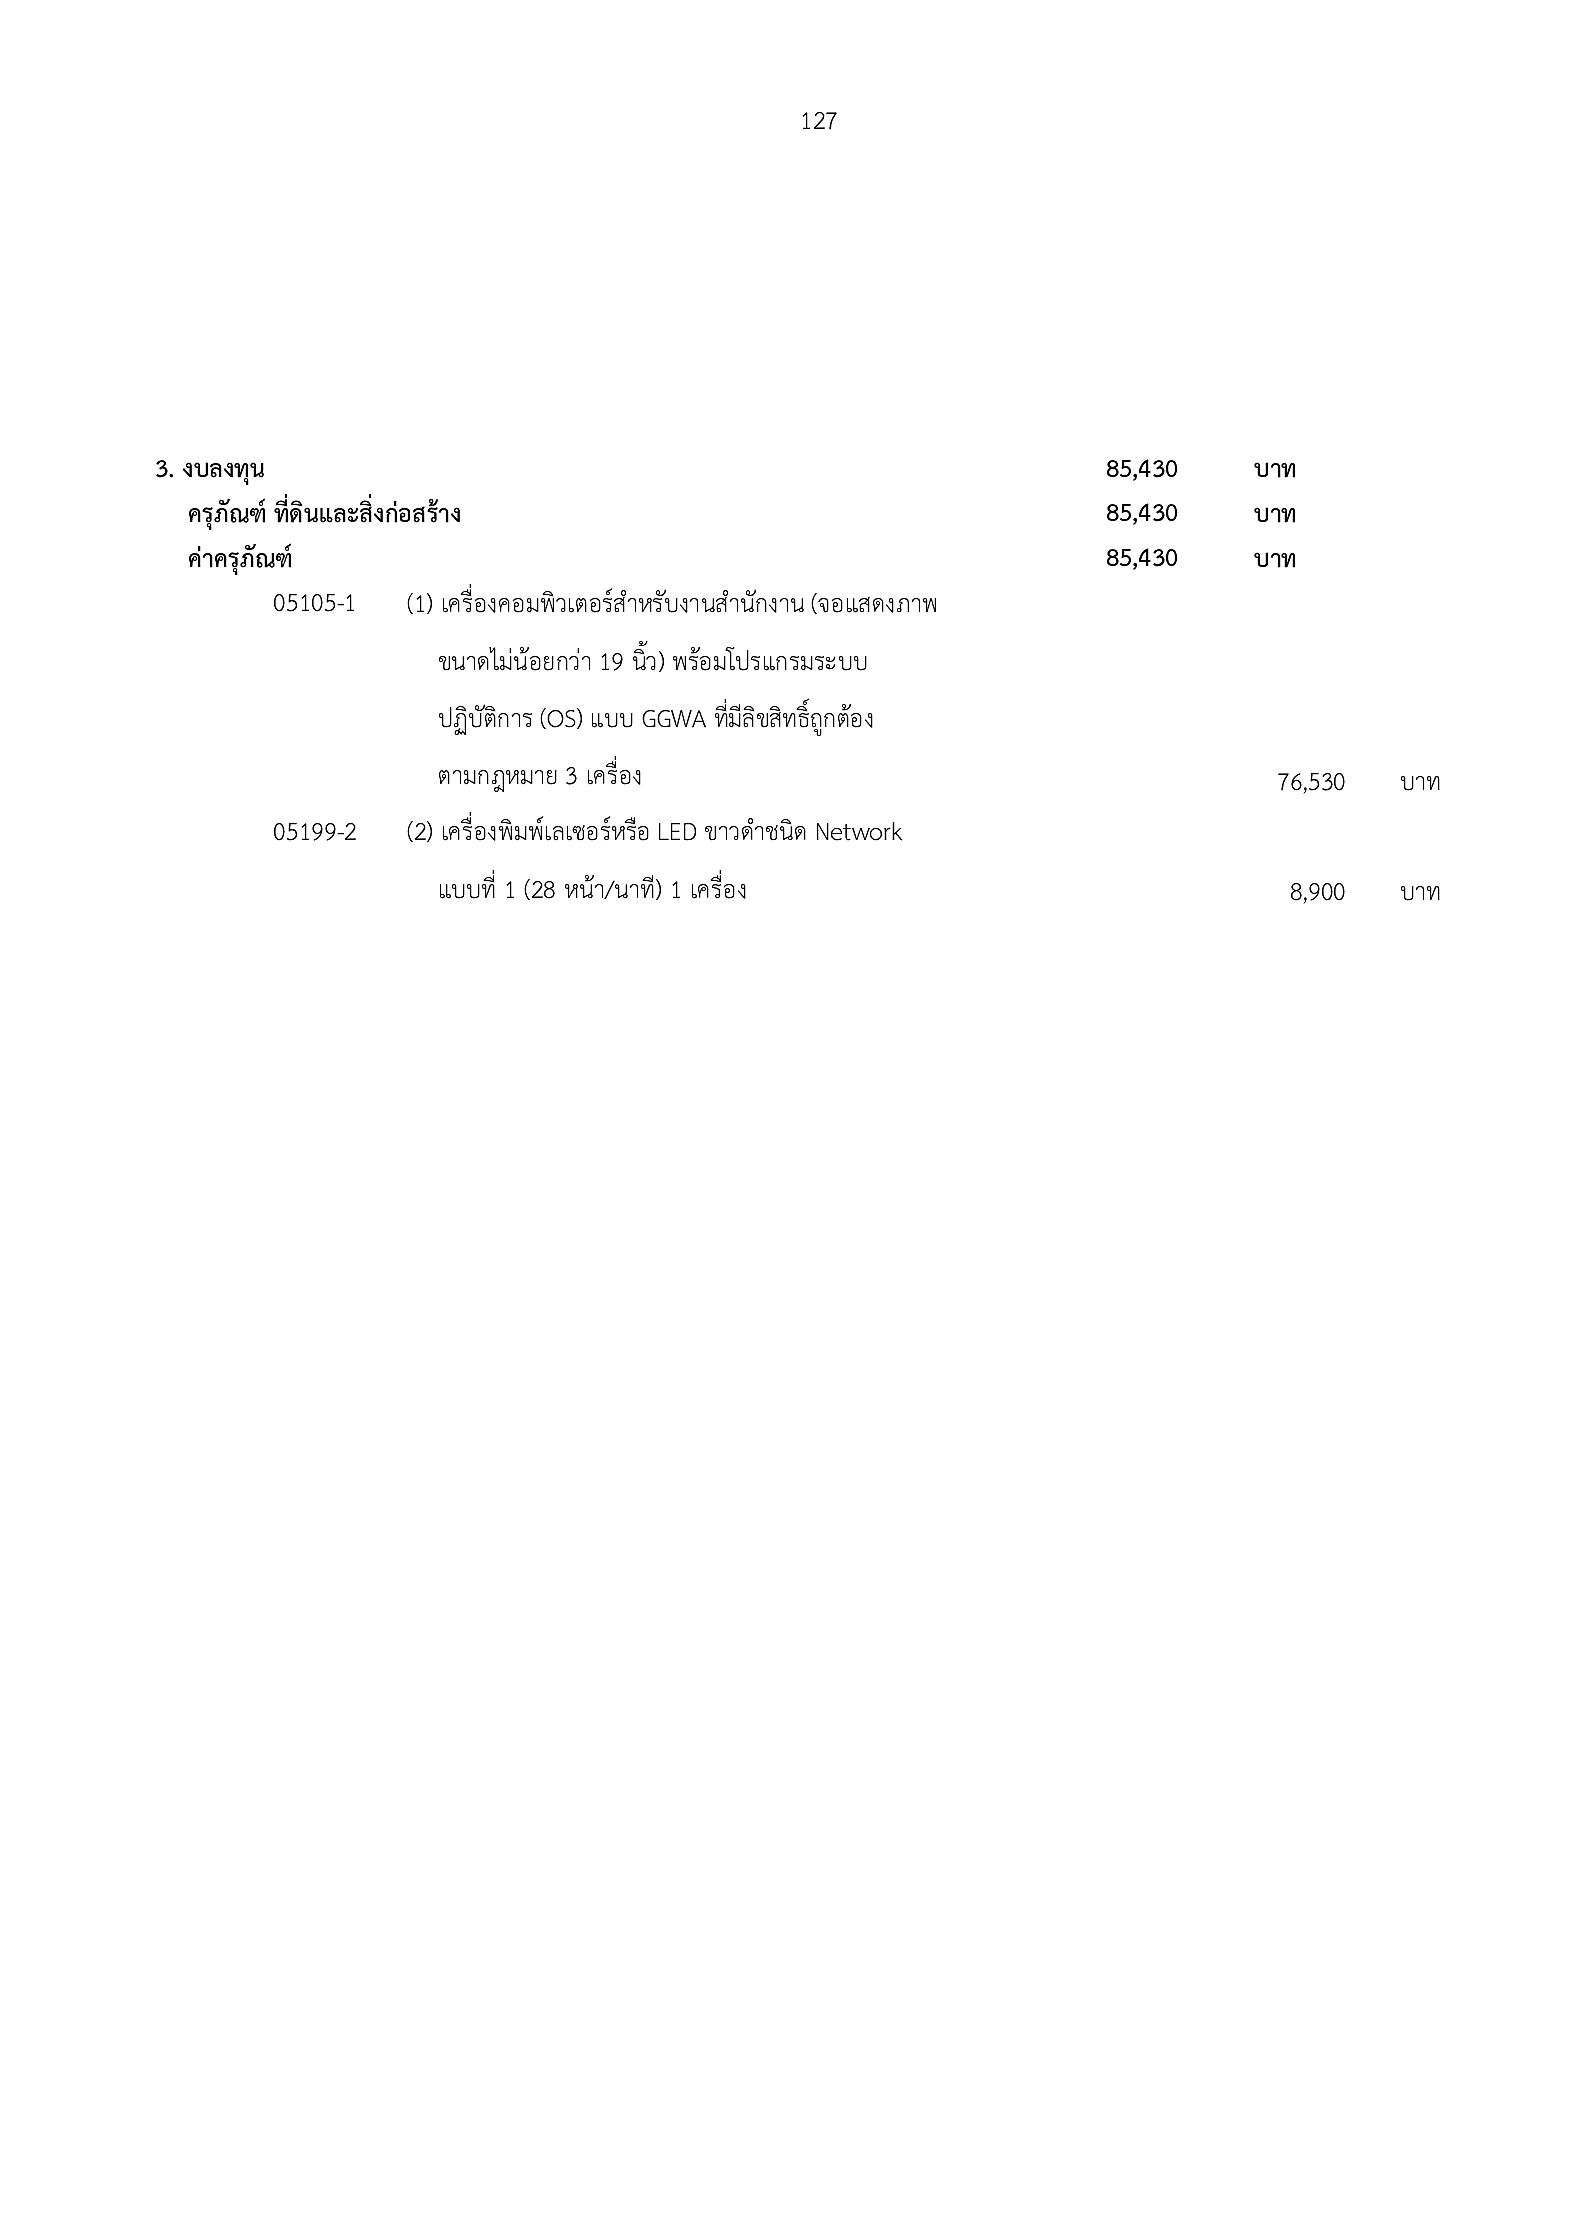 127
3. งบลงทุน 85,430 บาท
ครุภัณฑ์ ที่ดินและสิ่งก่อสร้าง 85,430 บาท
ค่าครุภัณฑ์ 85,430 บาท
05105-1 (1) เครื่องคอมพิวเตอร์สำหรับงานสำนักงาน (จอแสดงภาพ
ขนาดไม่น้อยกว่า 19 นิ้ว) พร้อมโปรแกรมระบบ
ปฏิบัติการ (OS) แบบ GGWA ที่มีลิขสิทธิ์ถูกต้อง
ตามกฎหมาย 3 เครื่อง 76,530 บาท
05199-2 (2) เครื่องพิมพ์เลเซอร์หรือ LED ขาวดำชนิด Network
แบบที่ 1 (28 หน้า/นาที) 1 เครื่อง 8,900 บาท